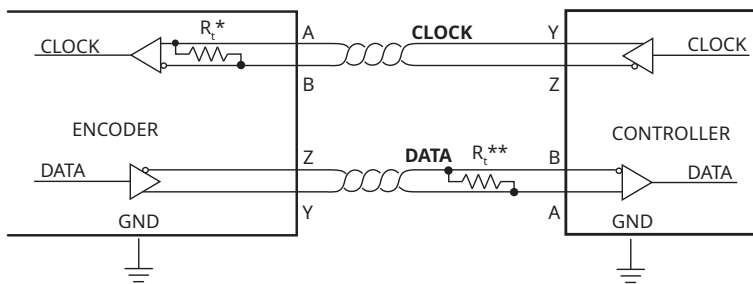 CLOCK
Rt*
A
CLOCK
Y
CLOCK
B
Z
ENCODER
CONTROLLER
DATA
Z
DATA
Rt**
B
DATA
Y
A
GND
GND